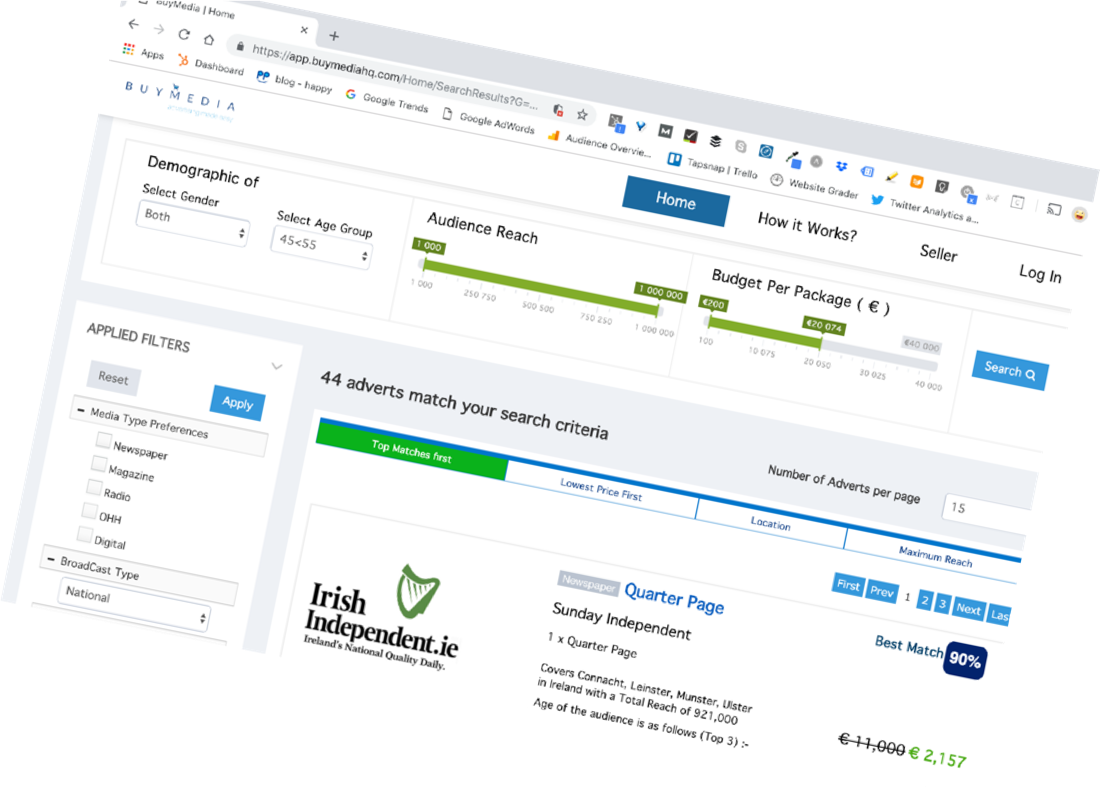 BuyMedia | Home
https://app.buymediahq.com/Home/SearchResults?G=...
Apps
Dashboard
blog - happy
Google Trends
Google AdWords
Audience Overvie...
Tapsnap | Trello
Website Grader
Twitter Analytics a...
BUYMEDIA
Home
How it Works?
Seller
Log In
Demographic of
Select Gender
Both
Select Age Group
45<55
Audience Reach
1 000
1 000 000
1 000
250 750
500 500
750 250
1 000 000
Budget Per Package ( € )
€200
€20 074
€40 000
100
10 075
20 050
30 025
40 000
Search
APPLIED FILTERS
Reset
Apply
Media Type Preferences
Newspaper
Magazine
Radio
OHH
Digital
BroadCast Type
National
44 adverts match your search criteria
Number of Adverts per page
15
Top Matches first
Lowest Price First
Location
Maximum Reach
First Prev 1 2 3 Next Las
Irish
Independent.ie
Ireland's National Quality Daily.
Newspaper Quarter Page
Sunday Independent
1 x Quarter Page
Covers Connacht, Leinster, Munster, Ulster
in Ireland with a Total Reach of 921,000
Age of the audience is as follows (Top 3) :-
Best Match 90%
€ 11,000 € 2,157